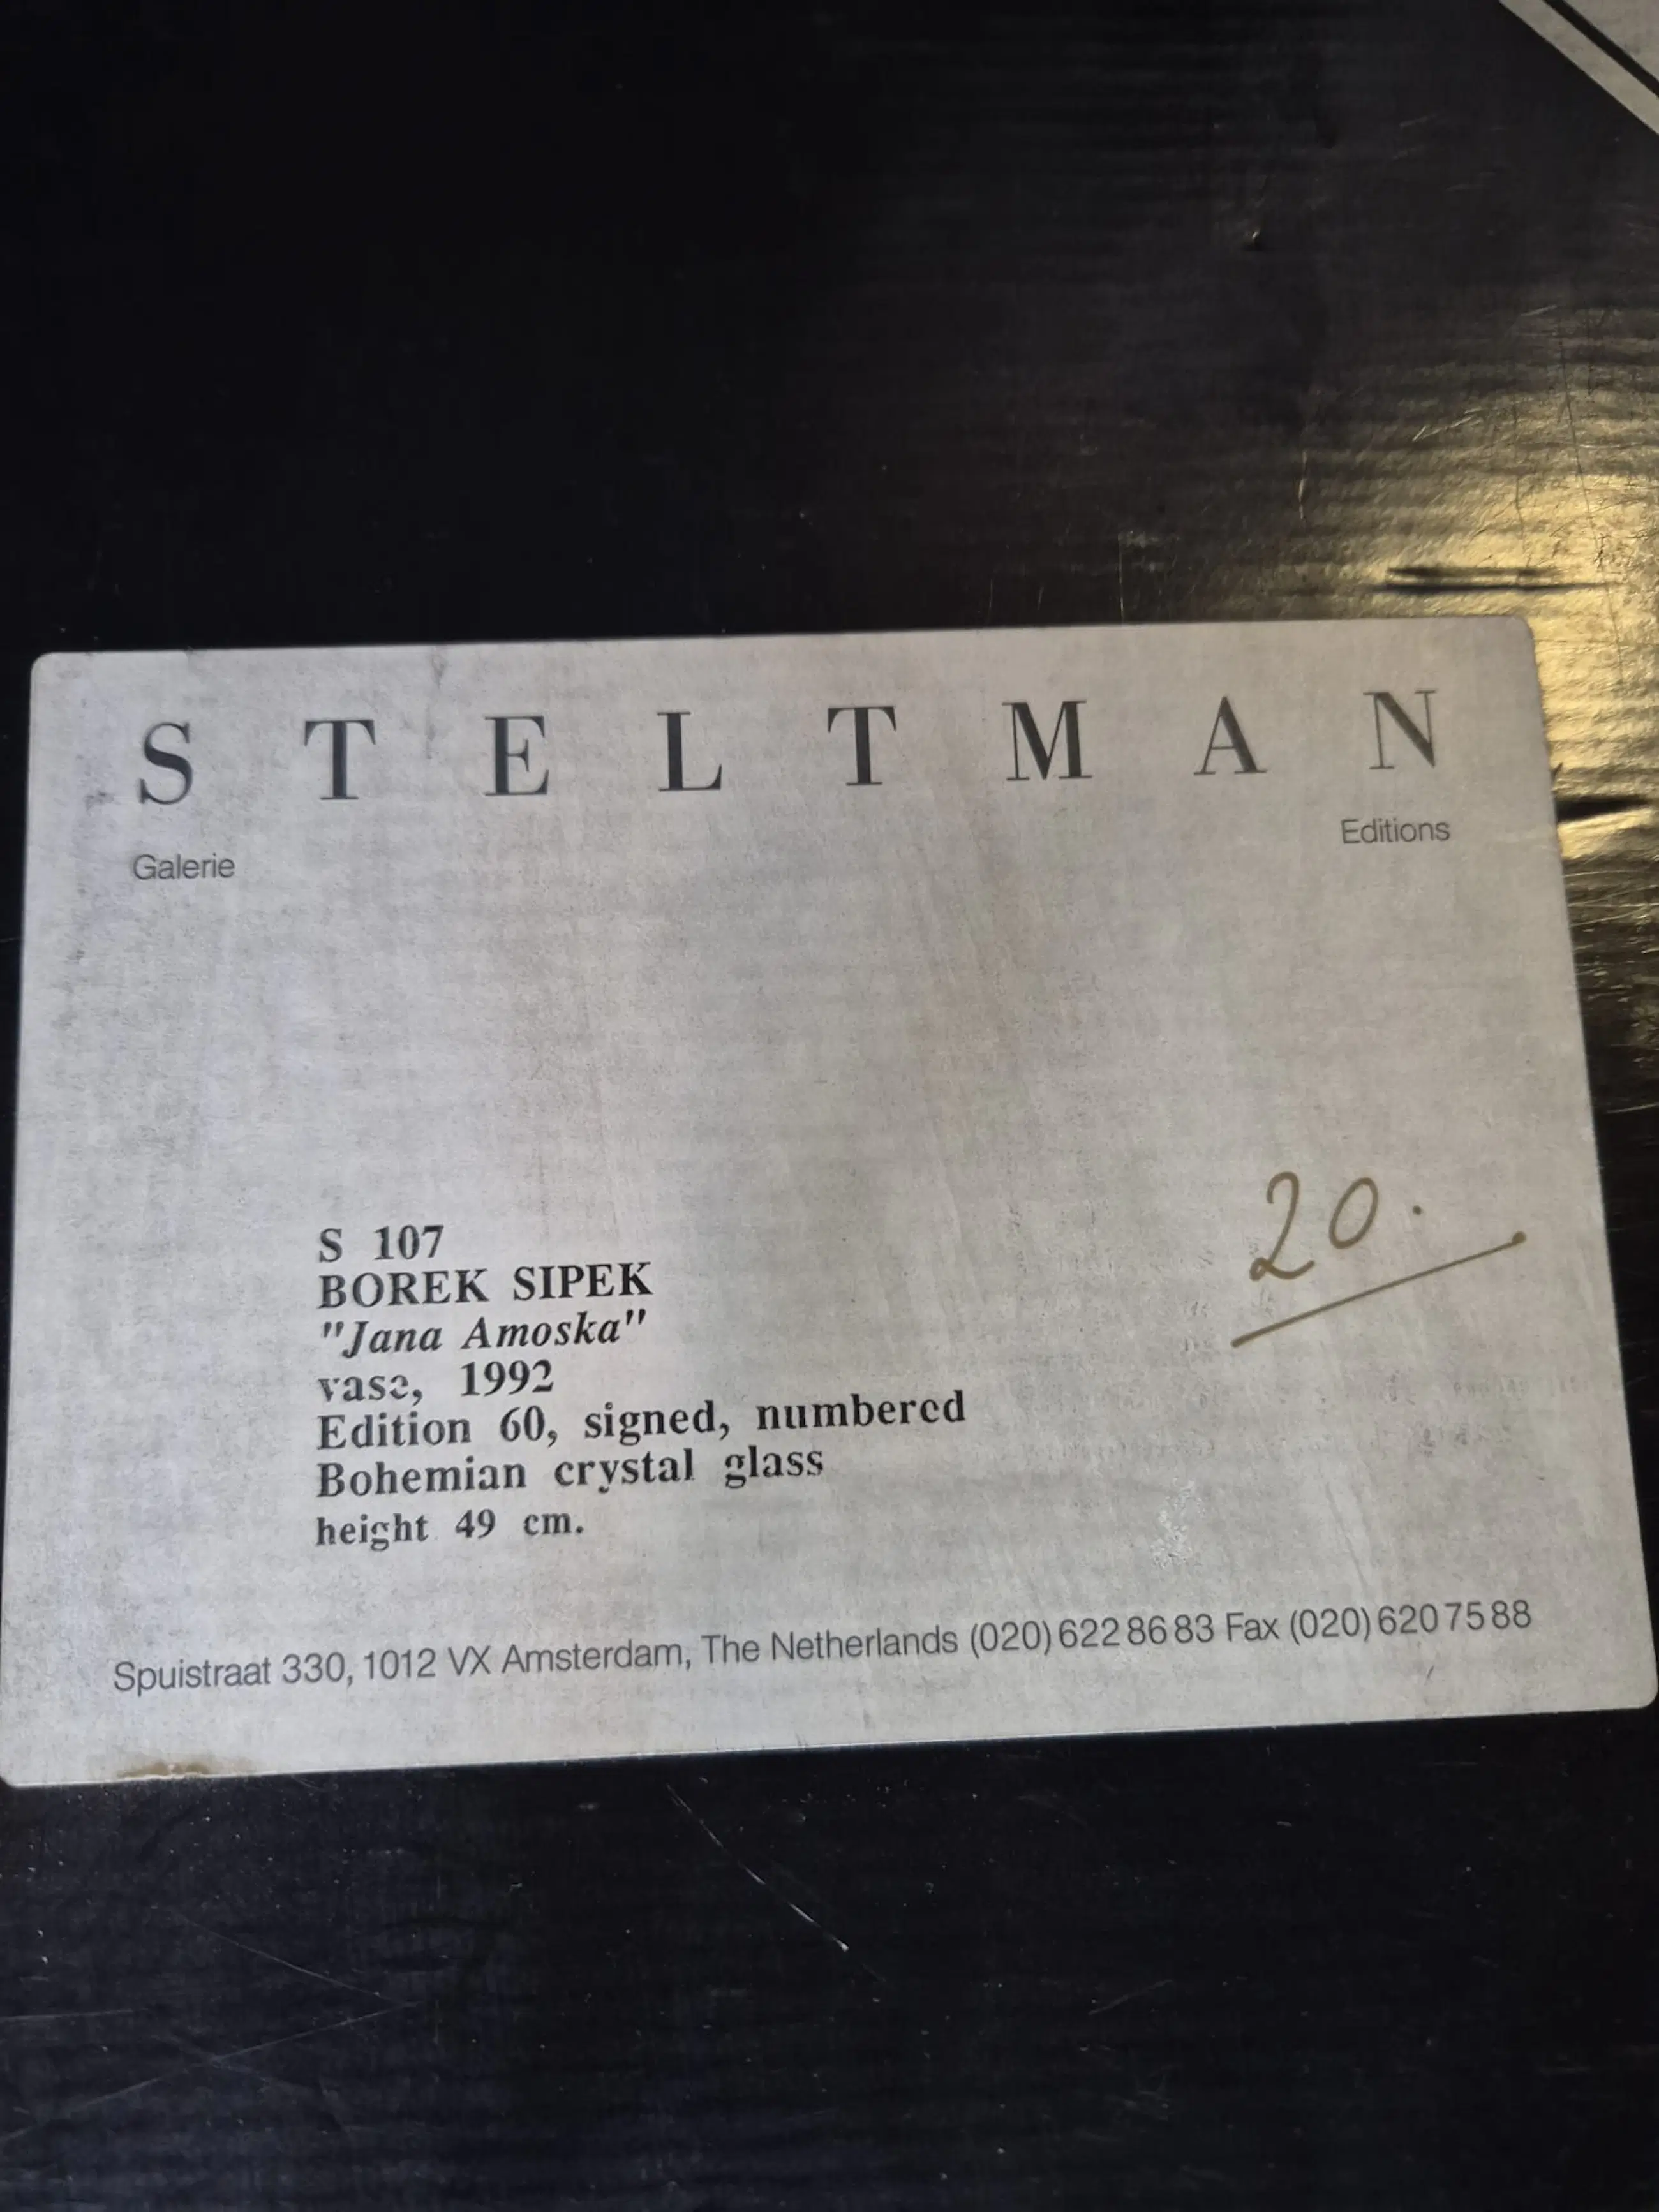 STELTMAN
Galerie
Editions
S 107
BOREK SIPEK
"Jana Amoska"
vase, 1992
Edition 60, signed, numbered
Bohemian crystal glass
height 49 cm.
20.
Spuistraat 330, 1012 VX Amsterdam, The Netherlands (020) 622 86 83 Fax (020) 620 75 88